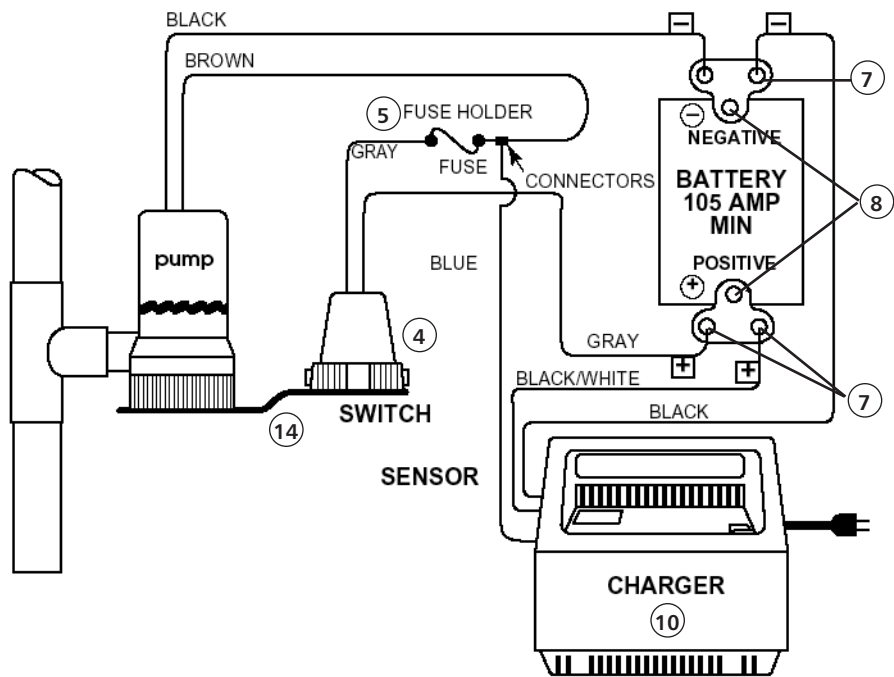 BLACK
−
−
BROWN
7
5
FUSE HOLDER
−
NEGATIVE
GRAY
FUSE
CONNECTORS
BATTERY
105 AMP
MIN
8
pump
BLUE
POSITIVE
+
4
GRAY
+
+
BLACK/WHITE
7
BLACK
14
SWITCH
SENSOR
CHARGER
10